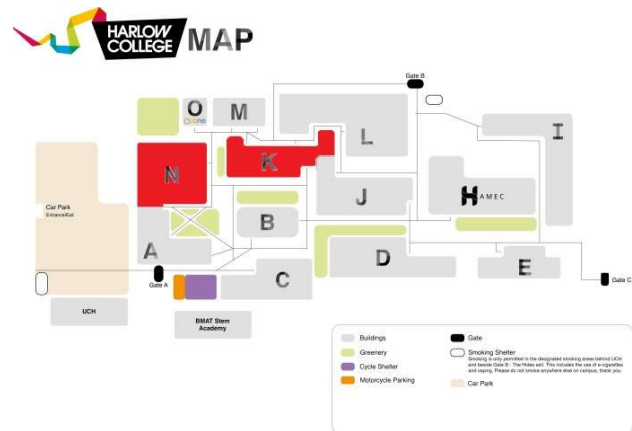 HARLOW
COLLEGE
MAP
Gate B
O
M
L
I
K
N
J
H AMEC
Car Park
Entrance/Exit
B
A
D
E
C
Gate A
Gate C
UCH
BMAT Stem
Academy
Buildings
Greenery
Cycle Shelter
Motorcycle Parking
Gate
Smoking Shelter
Smoking is only permitted in the designated smoking areas behind UCH
and beside Gate B - The Hides exit. This includes the use of e-cigarettes
and vaping. Please do not smoke anywhere else on campus, thank you.
Car Park